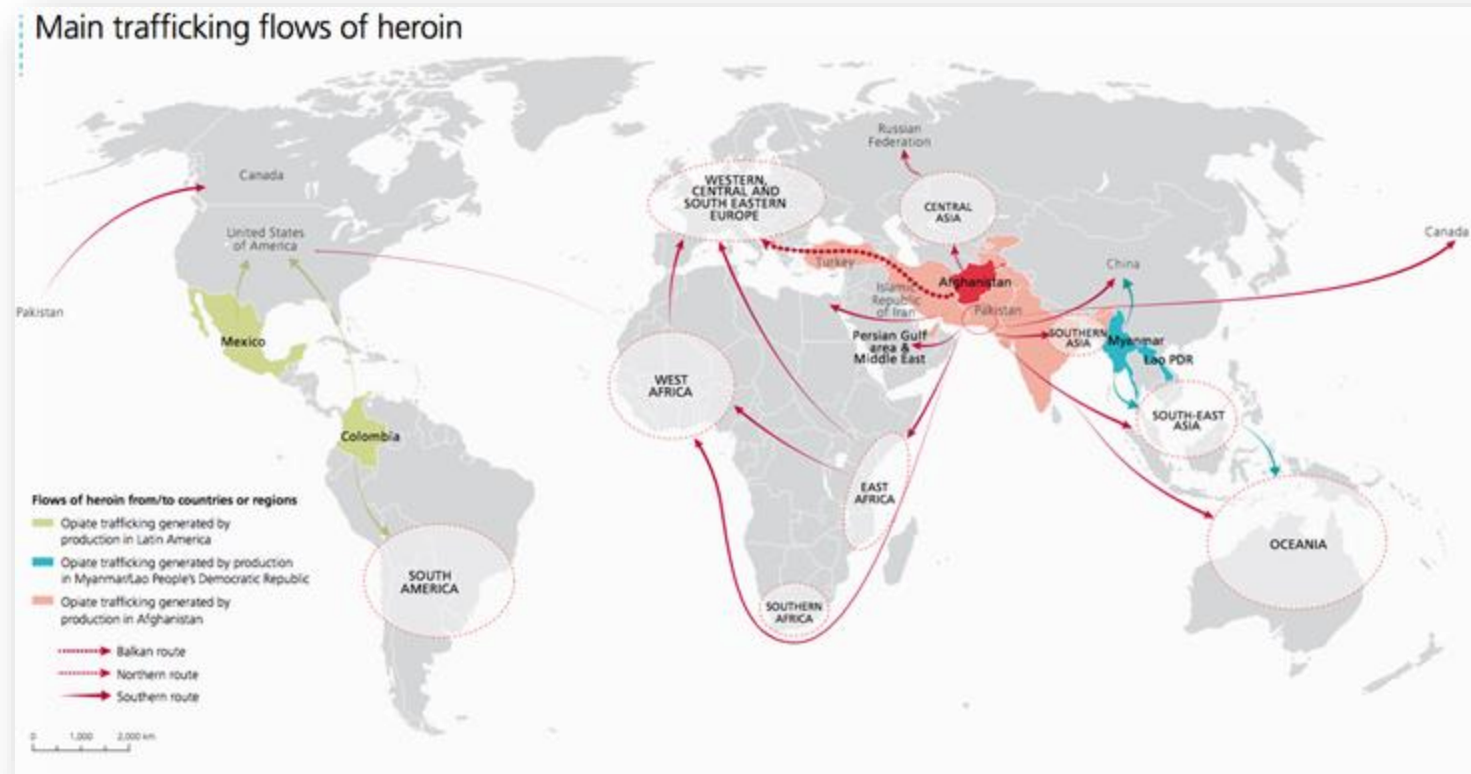 Main trafficking flows of heroin
Russian
Federation
Canada
WESTERN,
CENTRAL AND
SOUTH EASTERN
EUROPE
CENTRAL
ASIA
United States
of America
Canada
Turkey
China
Afghanistan
Islamic
Republic
of Iran
Pakistan
Pakistan
Persian Gulf
area &
Middle East
SOUTHERN
ASIA
Myanmar
Lao PDR
Mexico
WEST
AFRICA
SOUTH-EAST
ASIA
Colombia
EAST
AFRICA
OCEANIA
SOUTH
AMERICA
SOUTHERN
AFRICA
Flows of heroin from/to countries or regions
Opiate trafficking generated by
production in Latin America
Opiate trafficking generated by production
in Myanmar/Lao People's Democratic Republic
Opiate trafficking generated by
production in Afghanistan
Balkan route
Northern route
Southern route
0 1,000 2,000 km